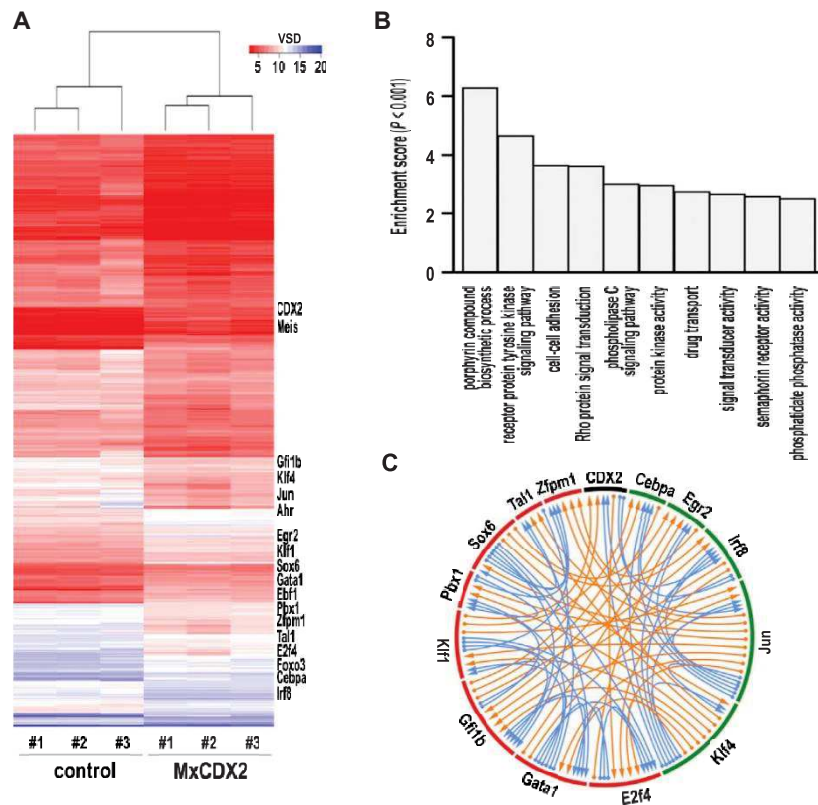 A
VSD
5 10 15 20
CDX2
Meis
Gfi1b
Klf4
Jun
Ahr
Egr2
Klf1
Sox6
Gata1
Ebf1
Pbx1
Zfpm1
Tal1
E2f4
Foxo3
Cebpa
Irf8
#1 #2 #3 #1 #2 #3
control MxCDX2
B
Enrichment score (P < 0.001)
8
6
4
2
0
porphyrin compound
biosynthetic process
receptor protein tyrosine kinase
signaling pathway
cell-cell adhesion
Rho protein signal transduction
phospholipase C
signaling pathway
protein kinase activity
drug transport
signal transducer activity
semaphorin receptor activity
phosphatidate phosphatase activity
C
CDX2
Cebpa
Egr2
Irf8
Jun
Klf4
E2f4
Gata1
Gfi1b
Klf1
Pbx1
Sox6
Tal1
Zfpm1